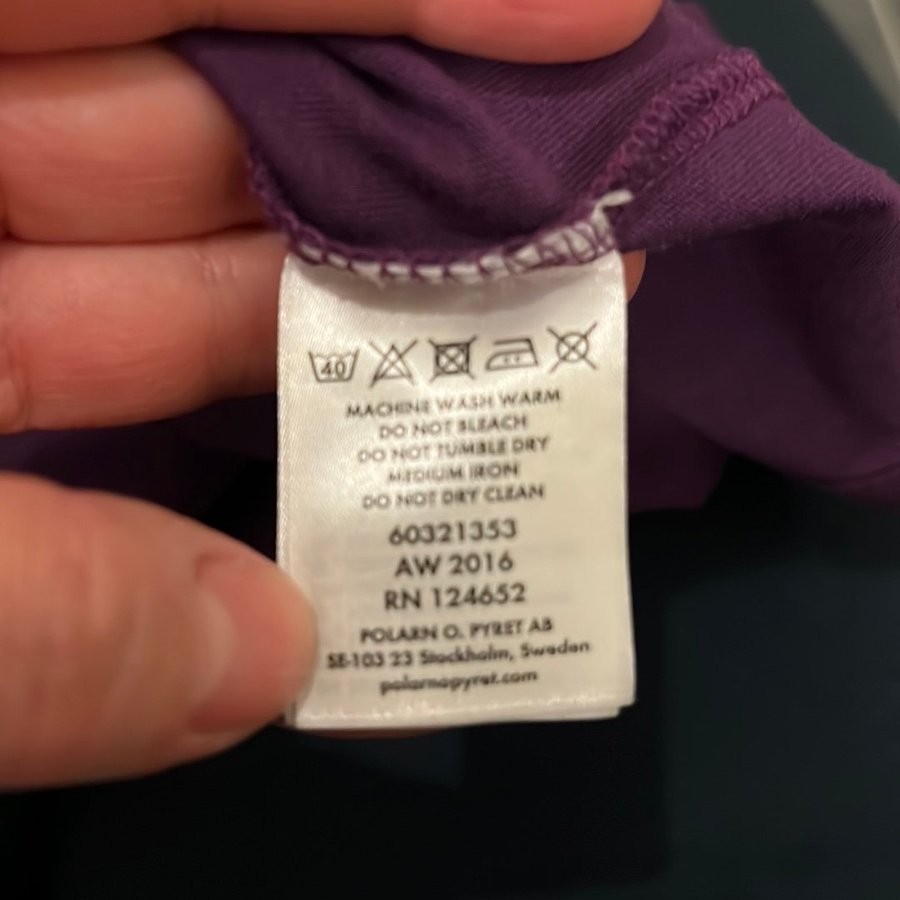 40
MACHINE WASH WARM
DO NOT BLEACH
DO NOT TUMBLE DRY
MEDIUM IRON
DO NOT DRY CLEAN
60321353
AW 2016
RN 124652
POLARN O. PYRET AB
SE-103 23 Stockholm, Sweden
polarnopyret.com